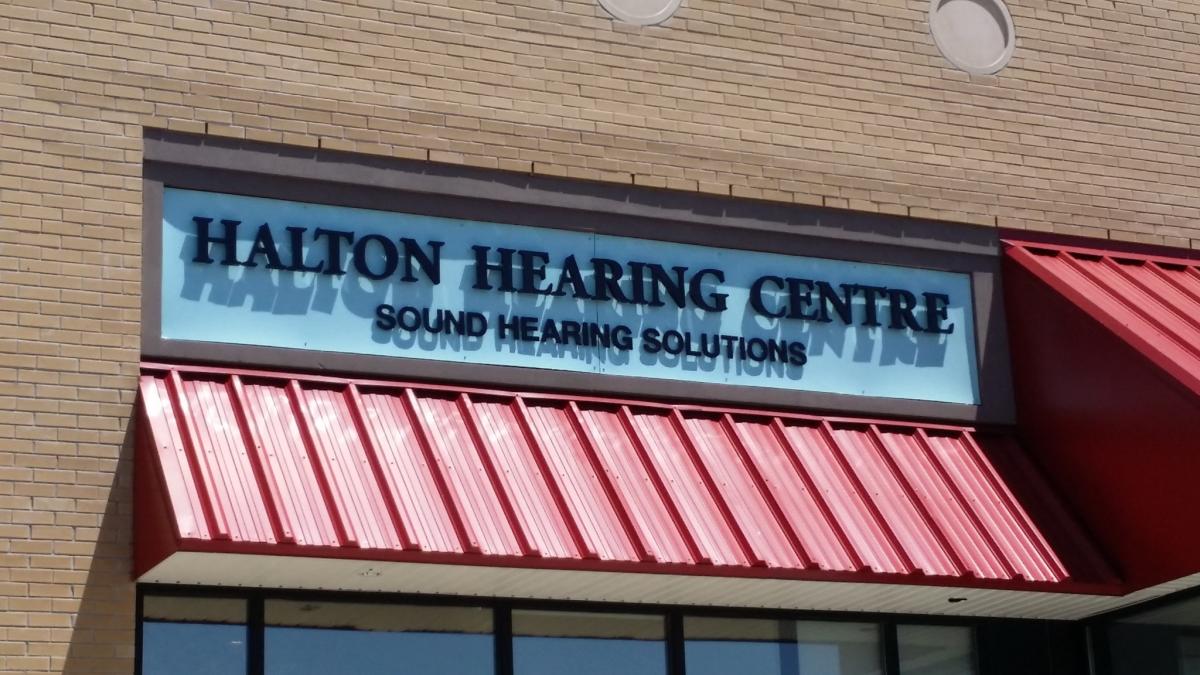 HALTON HEARING CENTRE
SOUND HEARING SOLUTIONS